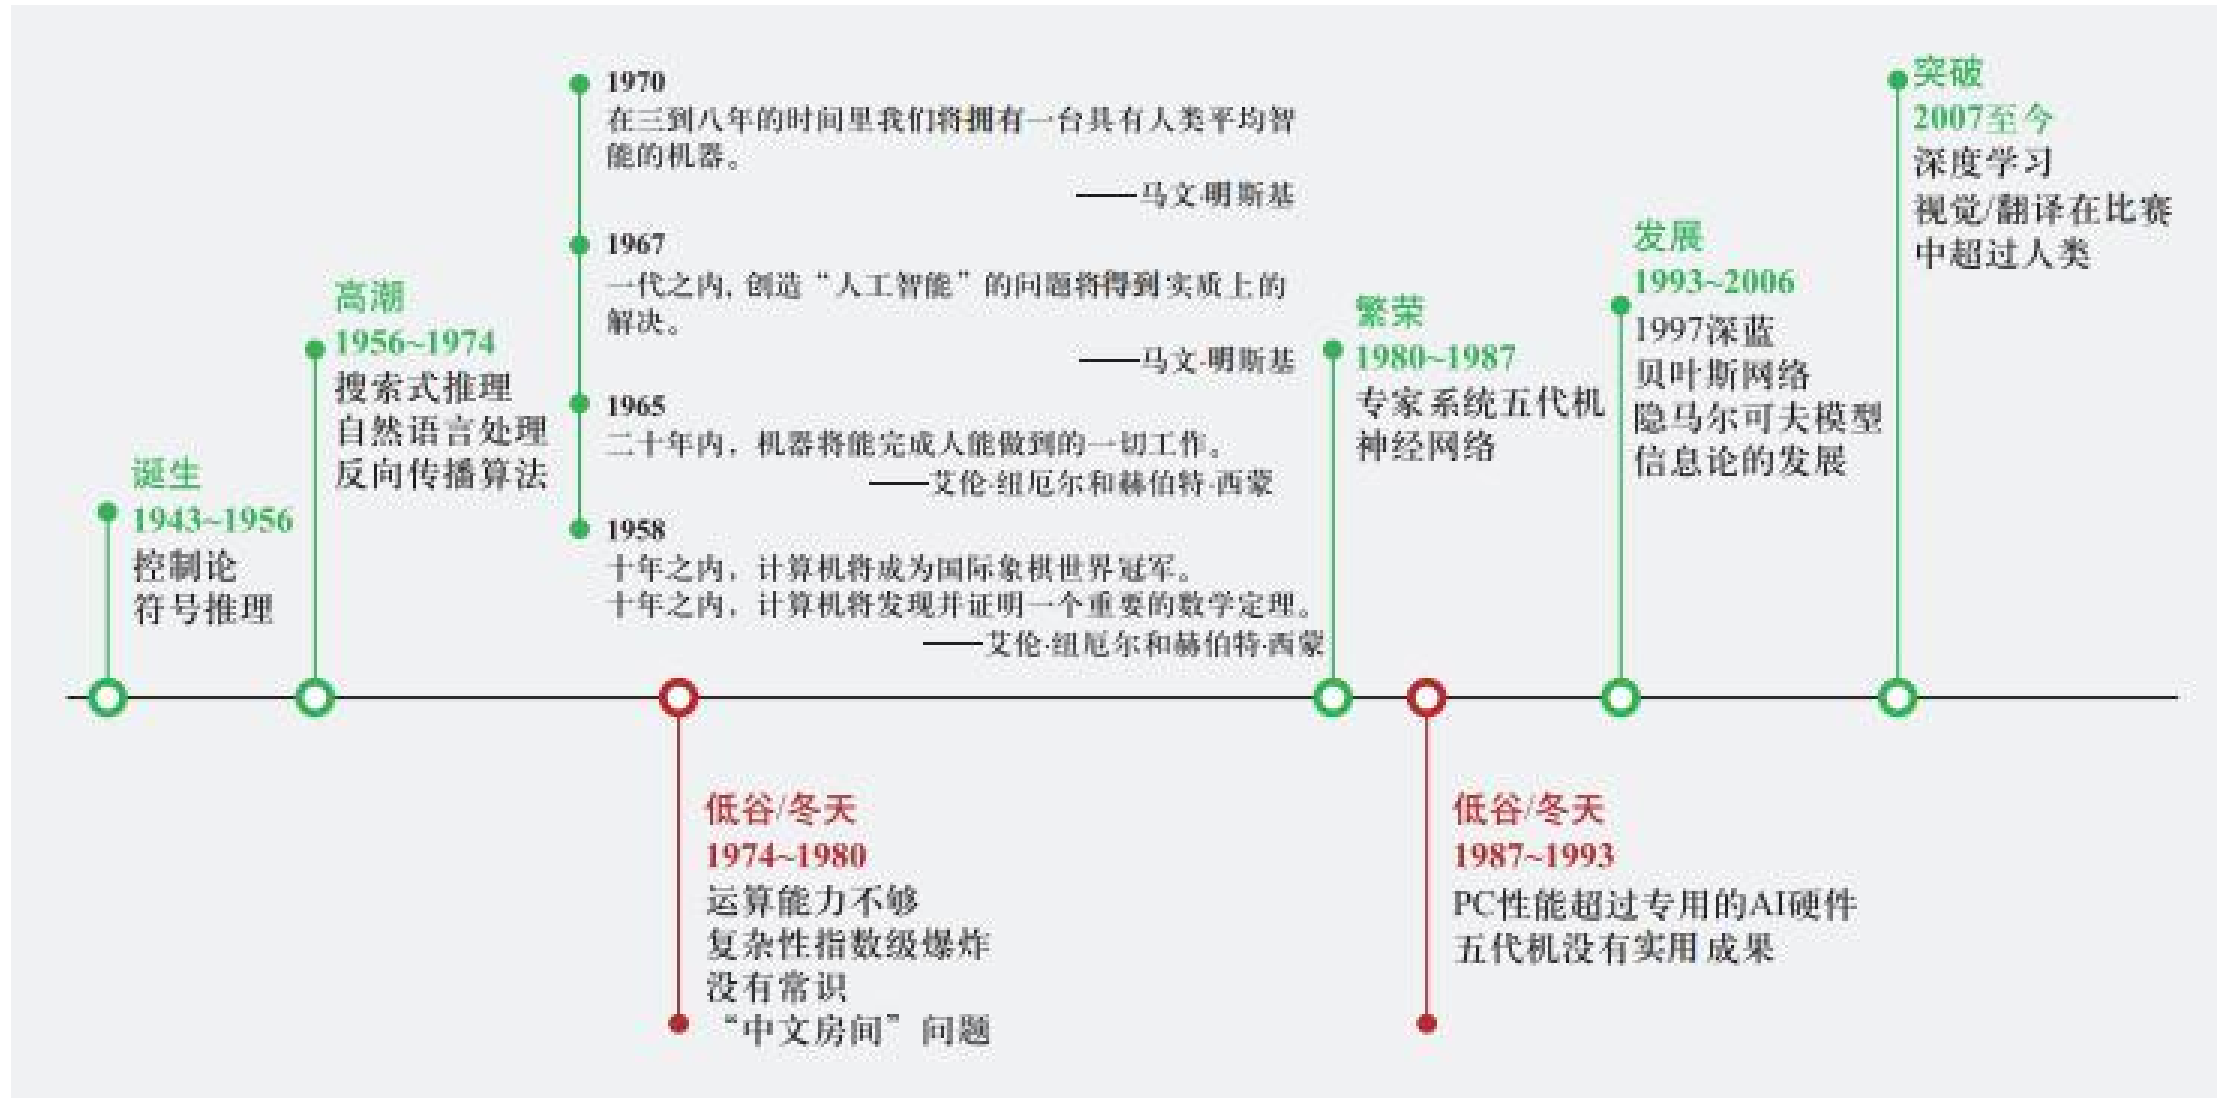 诞生
1943~1956
控制论
符号推理
高潮
1956~1974
搜索式推理
自然语言处理
反向传播算法
1970
在三到八年的时间里我们将拥有一台具有人类平均智
能的机器。
——马文·明斯基
1967
一代之内, 创造“人工智能”的问题将得到实质上的
解决。
——马文·明斯基
1965
二十年内，机器将能完成人能做到的一切工作。
——艾伦·纽厄尔和赫伯特·西蒙
1958
十年之内，计算机将成为国际象棋世界冠军。
十年之内，计算机将发现并证明一个重要的数学定理。
——艾伦·纽厄尔和赫伯特·西蒙
低谷/冬天
1974~1980
运算能力不够
复杂性指数级爆炸
没有常识
“中文房间”问题
繁荣
1980~1987
专家系统五代机
神经网络
低谷/冬天
1987~1993
PC性能超过专用的AI硬件
五代机没有实用成果
发展
1993~2006
1997深蓝
贝叶斯网络
隐马尔可夫模型
信息论的发展
突破
2007至今
深度学习
视觉/翻译在比赛
中超过人类